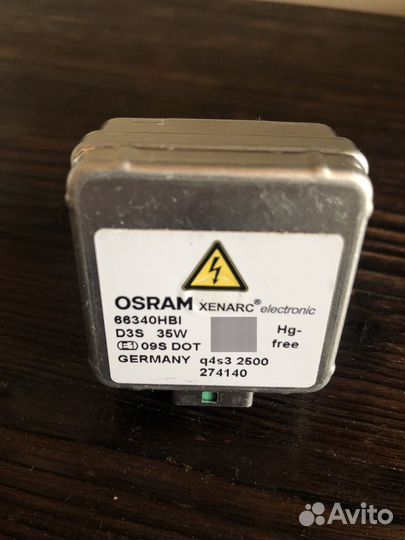 OSRAM XENARC® electronic
66340HBI
D3S 35W Hg-
E1 09S DOT free
GERMANY q4s3 2500
274140
Avito